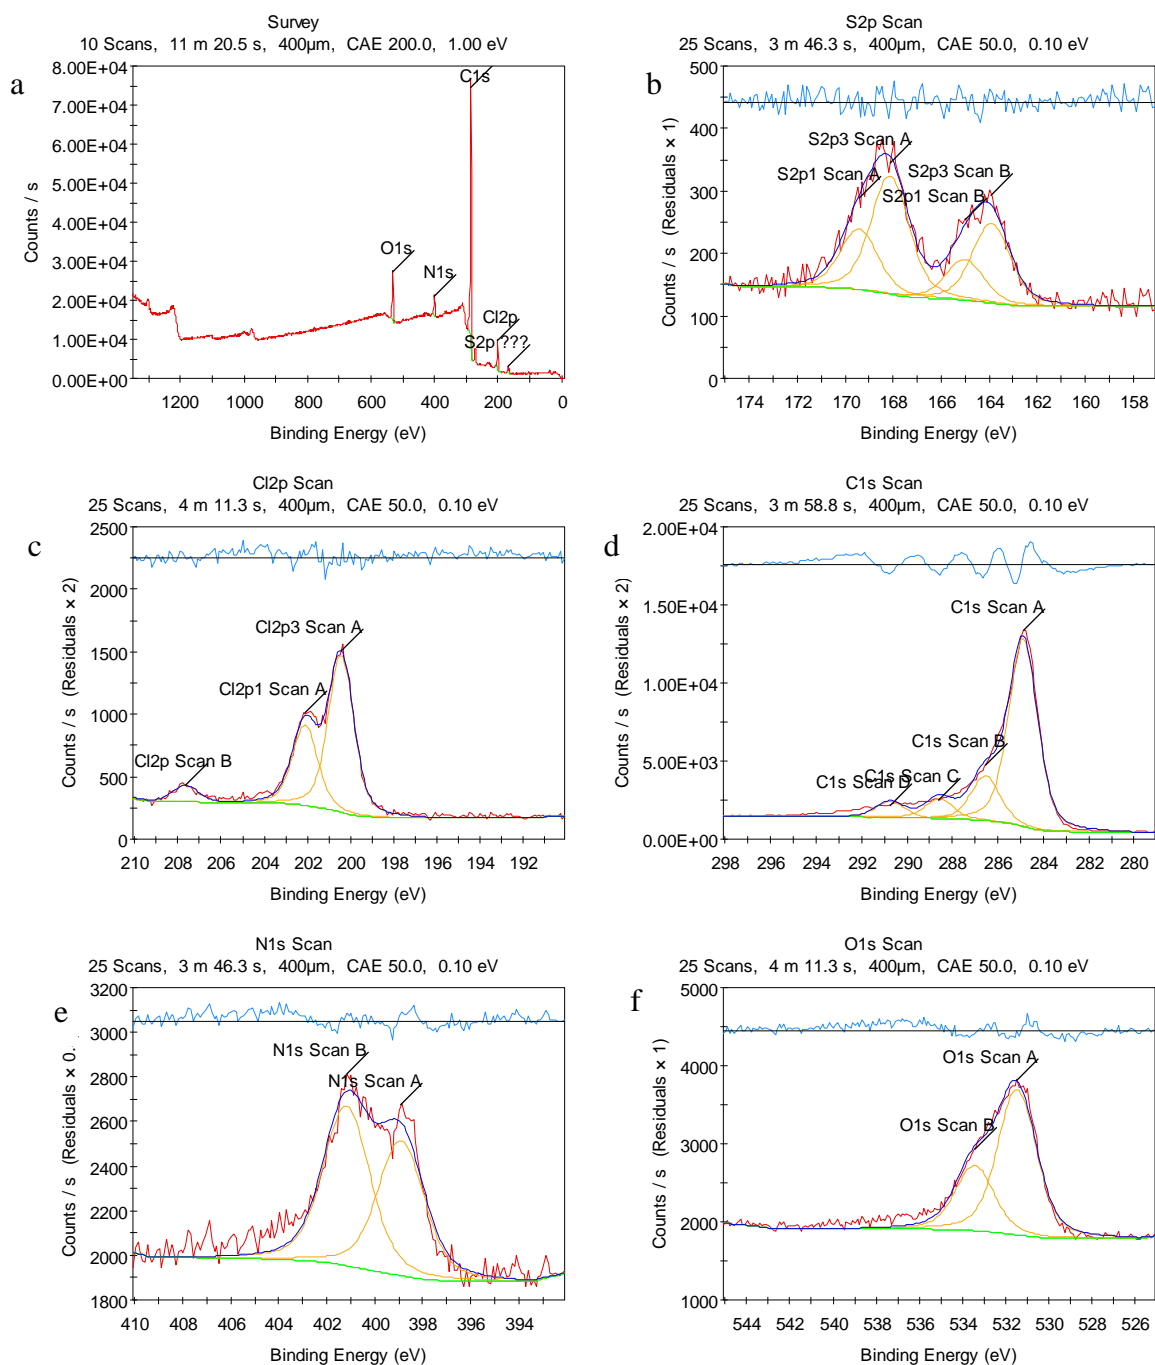 Survey
10 Scans, 11 m 20.5 s, 400µm, CAE 200.0, 1.00 eV
a
8.00E+04
7.00E+04
6.00E+04
5.00E+04
4.00E+04
3.00E+04
2.00E+04
1.00E+04
0.00E+00
Counts / s
C1s
O1s
N1s
Cl2p
S2p ???
1200 1000 800 600 400 200 0
Binding Energy (eV)
S2p Scan
25 Scans, 3 m 46.3 s, 400µm, CAE 50.0, 0.10 eV
b
500
400
300
200
100
0
Counts / s (Residuals × 1)
S2p3 Scan A
S2p1 Scan A
S2p3 Scan B
S2p1 Scan B
174 172 170 168 166 164 162 160 158
Binding Energy (eV)
Cl2p Scan
25 Scans, 4 m 11.3 s, 400µm, CAE 50.0, 0.10 eV
c
2500
2000
1500
1000
500
0
Counts / s (Residuals × 2)
Cl2p3 Scan A
Cl2p1 Scan A
Cl2p Scan B
210 208 206 204 202 200 198 196 194 192
Binding Energy (eV)
C1s Scan
25 Scans, 3 m 58.8 s, 400µm, CAE 50.0, 0.10 eV
d
2.00E+04
1.50E+04
1.00E+04
5.00E+03
0.00E+00
Counts / s (Residuals × 2)
C1s Scan A
C1s Scan B
C1s Scan C
C1s Scan D
298 296 294 292 290 288 286 284 282 280
Binding Energy (eV)
N1s Scan
25 Scans, 3 m 46.3 s, 400µm, CAE 50.0, 0.10 eV
e
3200
3000
2800
2600
2400
2200
2000
1800
Counts / s (Residuals × 0.
N1s Scan B
N1s Scan A
410 408 406 404 402 400 398 396 394
Binding Energy (eV)
O1s Scan
25 Scans, 4 m 11.3 s, 400µm, CAE 50.0, 0.10 eV
f
5000
4000
3000
2000
1000
Counts / s (Residuals × 1)
O1s Scan A
O1s Scan B
544 542 540 538 536 534 532 530 528 526
Binding Energy (eV)